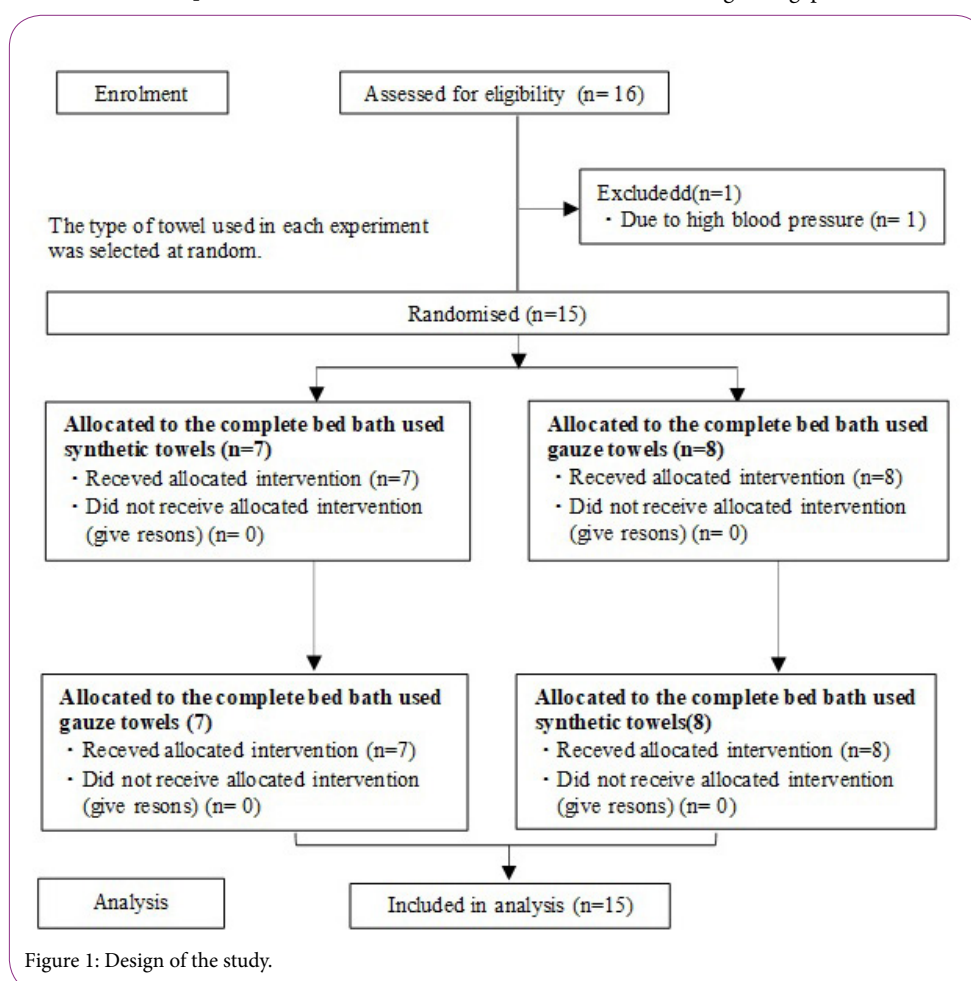 Enrolment
Assessed for eligibility (n= 16)
Excludedd(n=1)
・Due to high blood pressure (n= 1)
The type of towel used in each experiment
was selected at random.
Randomised (n=15)
Allocated to the complete bed bath used
synthetic towels (n=7)
・Receved allocated intervention (n=7)
・Did not receive allocated intervention
(give resons) (n= 0)
Allocated to the complete bed bath used
gauze towels (n=8)
・Receved allocated intervention (n=8)
・Did not receive allocated intervention
(give resons) (n= 0)
Allocated to the complete bed bath used
gauze towels (7)
・Receved allocated intervention (n=7)
・Did not receive allocated intervention
(give resons) (n= 0)
Allocated to the complete bed bath used
synthetic towels(8)
・Receved allocated intervention (n=8)
・Did not receive allocated intervention
(give resons) (n= 0)
Analysis
Included in analysis (n=15)
Figure 1: Design of the study.